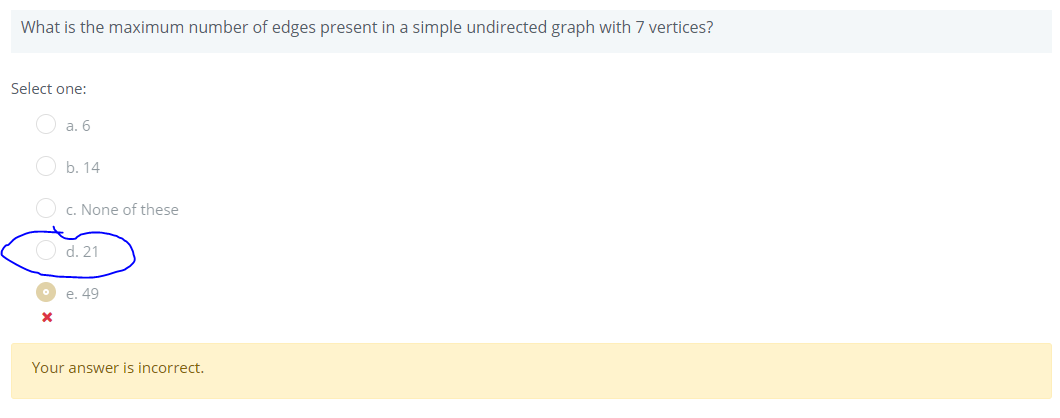 What is the maximum number of edges present in a simple undirected graph with 7 vertices?
Select one:
a. 6
b. 14
c. None of these
d. 21
e. 49
Your answer is incorrect.